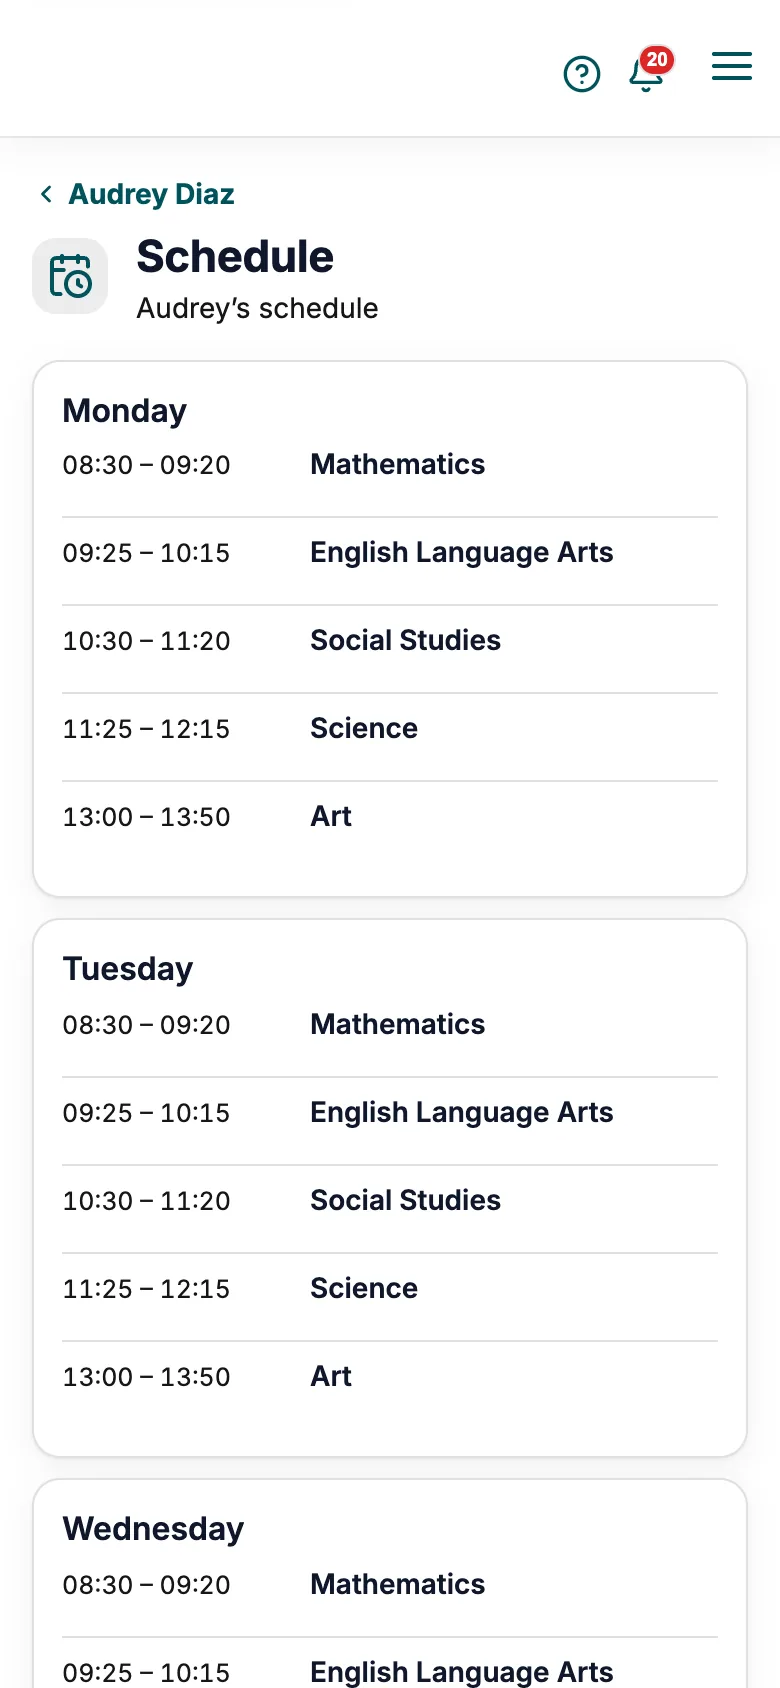 20
Audrey Diaz
Schedule
Audrey’s schedule
Monday
08:30 – 09:20 Mathematics
09:25 – 10:15 English Language Arts
10:30 – 11:20 Social Studies
11:25 – 12:15 Science
13:00 – 13:50 Art
Tuesday
08:30 – 09:20 Mathematics
09:25 – 10:15 English Language Arts
10:30 – 11:20 Social Studies
11:25 – 12:15 Science
13:00 – 13:50 Art
Wednesday
08:30 – 09:20 Mathematics
09:25 – 10:15 English Language Arts